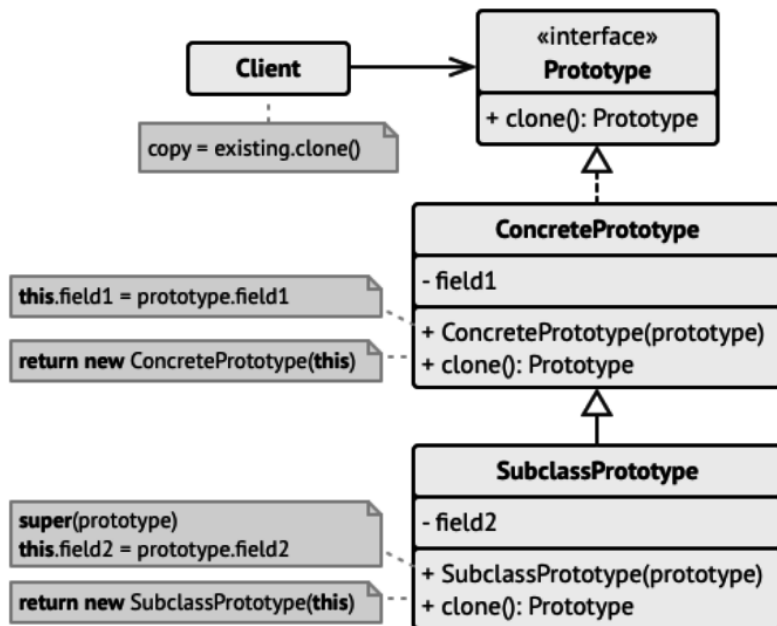 Client
«interface»
Prototype
+ clone(): Prototype
copy = existing.clone()
ConcretePrototype
- field1
+ ConcretePrototype(prototype)
+ clone(): Prototype
this.field1 = prototype.field1
return new ConcretePrototype(this)
SubclassPrototype
- field2
+ SubclassPrototype(prototype)
+ clone(): Prototype
super(prototype)
this.field2 = prototype.field2
return new SubclassPrototype(this)